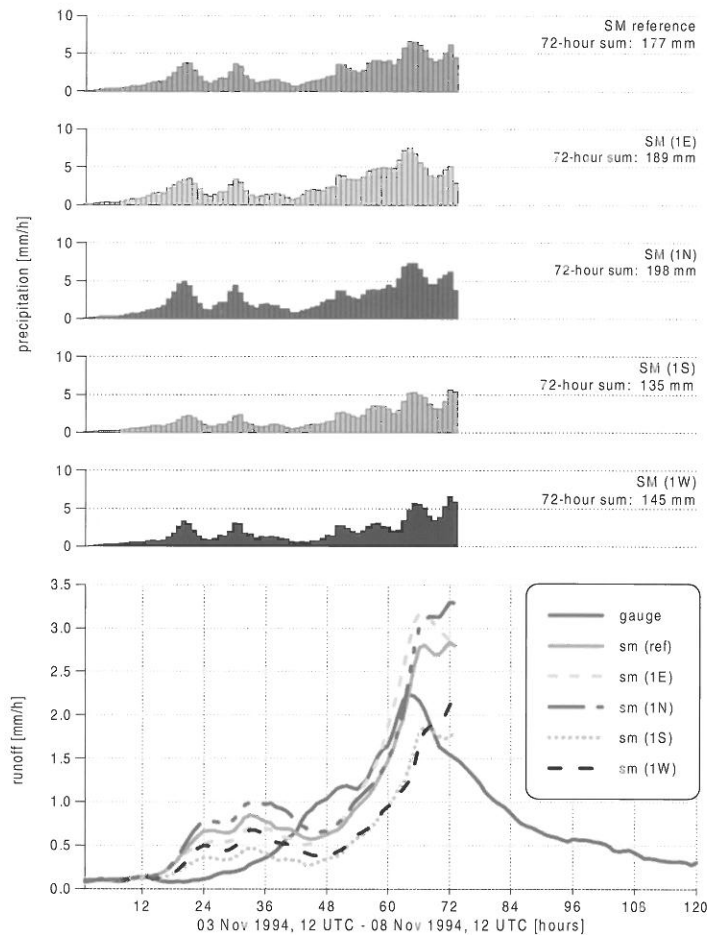 SM reference
72-hour sum: 177 mm
10
5
0
SM (1E)
72-hour sum: 189 mm
10
5
0
SM (1N)
72-hour sum: 198 mm
10
5
0
SM (1S)
72-hour sum: 135 mm
10
5
0
SM (1W)
72-hour sum: 145 mm
10
5
0
precipitation [mm/h]
3.5
3.0
2.5
2.0
1.5
1.0
0.5
0.0
runoff [mm/h]
gauge
sm (ref)
sm (1E)
sm (1N)
sm (1S)
sm (1W)
12 24 36 48 60 72 84 96 108 120
03 Nov 1994, 12 UTC - 08 Nov 1994, 12 UTC [hours]